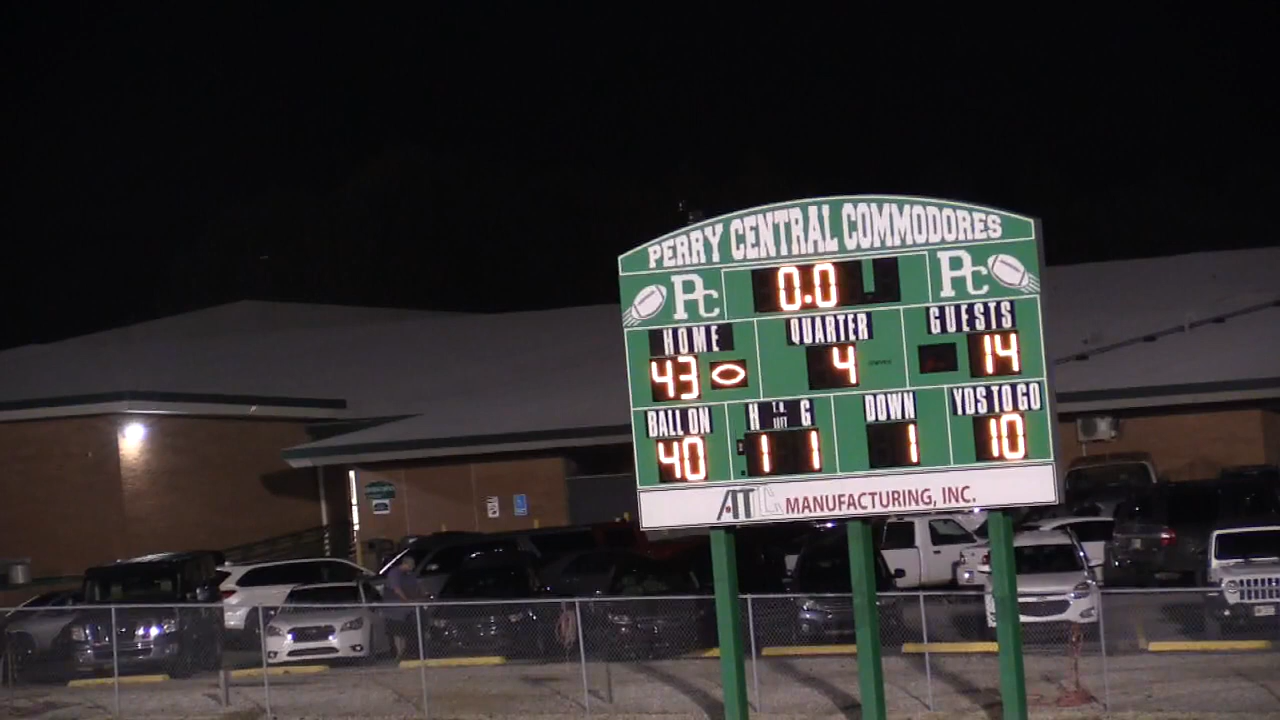 PERRY CENTRAL COMMODORES
PC 0.0 PC
HOME QUARTER GUESTS
43 4 14
BALL ON H T.O. LEFT G DOWN YDS TO GO
40 1 1 1 10
MANUFACTURING, INC.